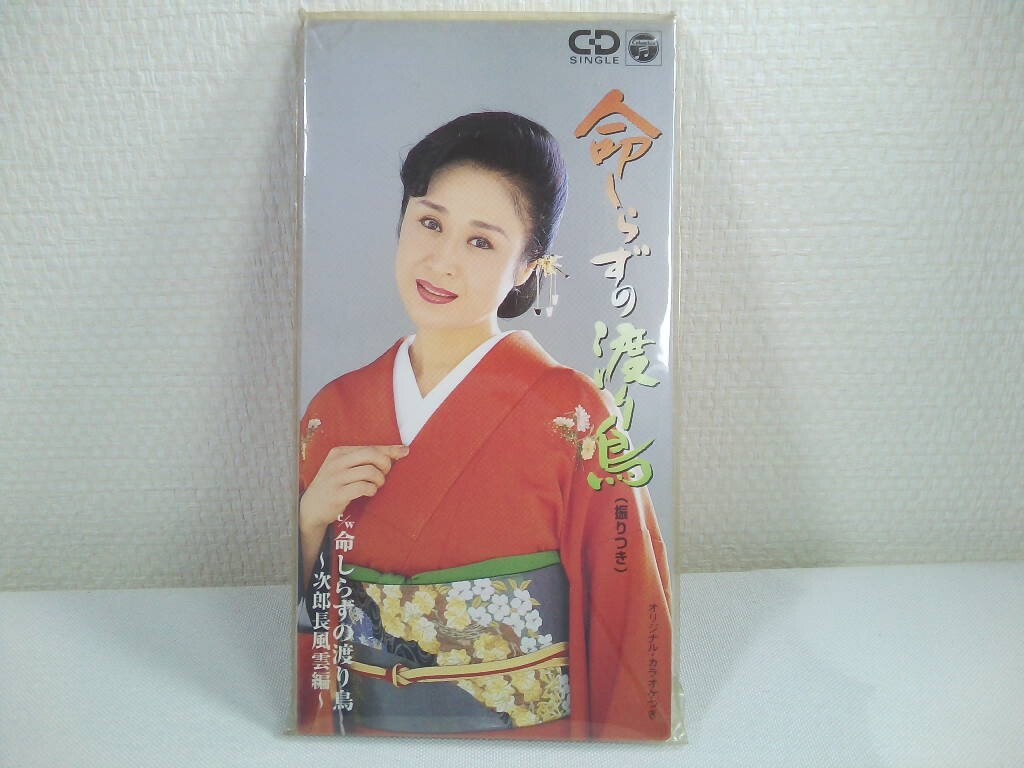 CD
SINGLE
Columbia
命しらずの渡り鳥
(振りつき)
オリジナル・カラオケつき
c/w 命しらずの渡り鳥
〜次郎長風雲編〜